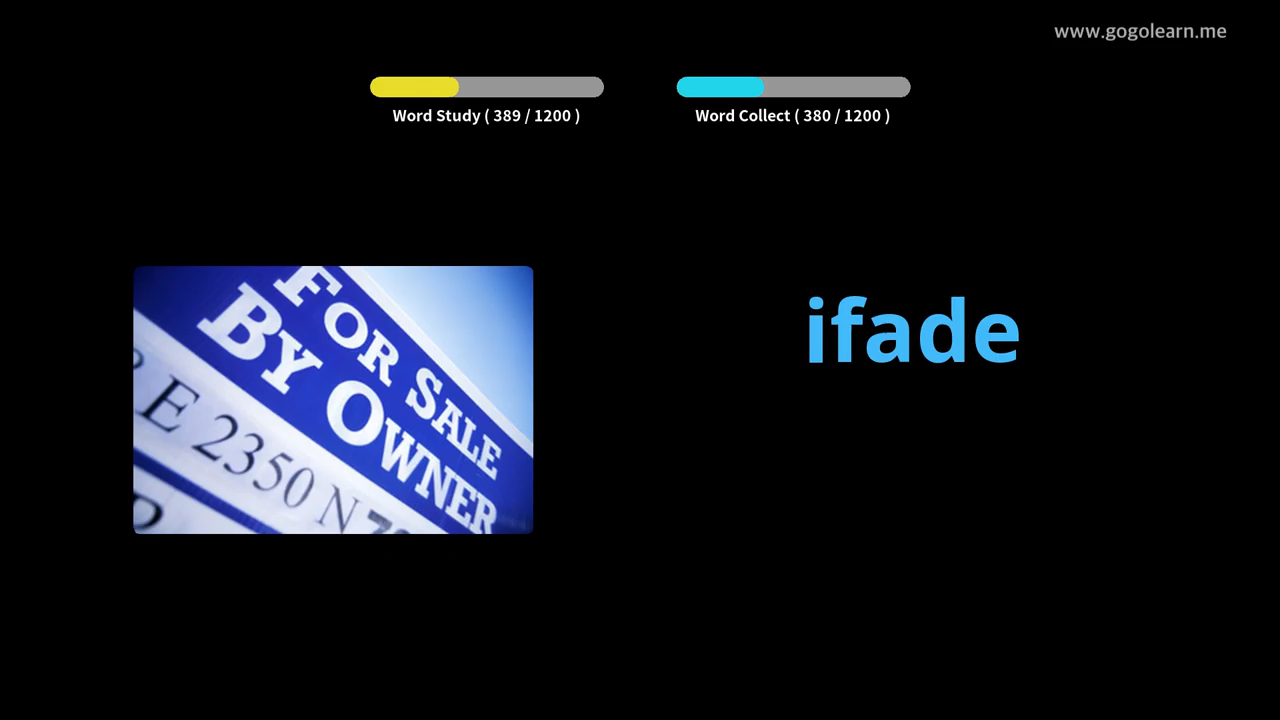 www.gogolearn.me
Word Study ( 389 / 1200 )
Word Collect ( 380 / 1200 )
FOR SALE
BY OWNER
E 2350 N
ifade